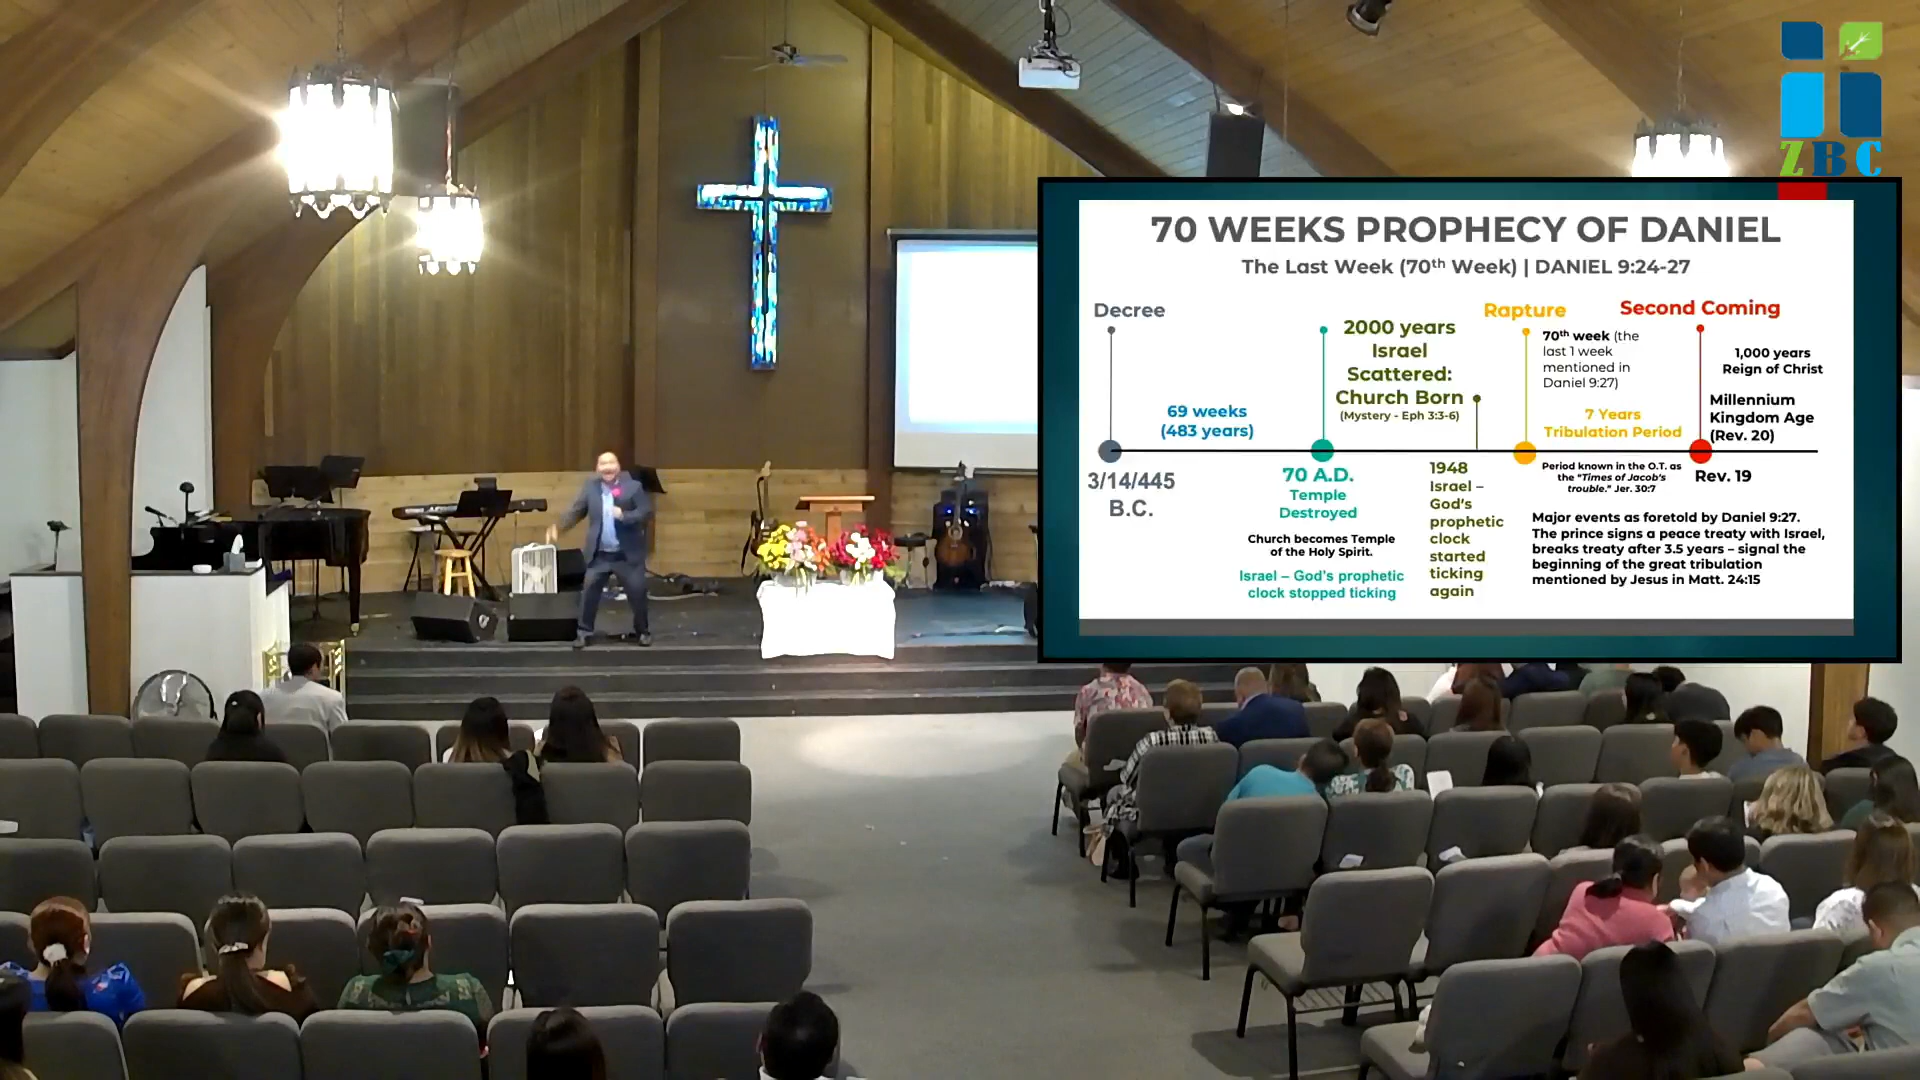 ZBC
70 WEEKS PROPHECY OF DANIEL
The Last Week (70th Week) | DANIEL 9:24-27
Decree
2000 years
Israel
Scattered:
Church Born
(Mystery - Eph 3:3-6)
Rapture
Second Coming
70th week (the
last 1 week
mentioned in
Daniel 9:27)
1,000 years
Reign of Christ
69 weeks
(483 years)
7 Years
Tribulation Period
Millennium
Kingdom Age
(Rev. 20)
3/14/445
B.C.
70 A.D.
Temple
Destroyed
Church becomes Temple
of the Holy Spirit.
Israel – God's prophetic
clock stopped ticking
1948
Israel –
God's
prophetic
clock
started
ticking
again
Period known in the O.T. as
the "Times of Jacob's
trouble." Jer. 30:7
Rev. 19
Major events as foretold by Daniel 9:27.
The prince signs a peace treaty with Israel,
breaks treaty after 3.5 years – signal the
beginning of the great tribulation
mentioned by Jesus in Matt. 24:15